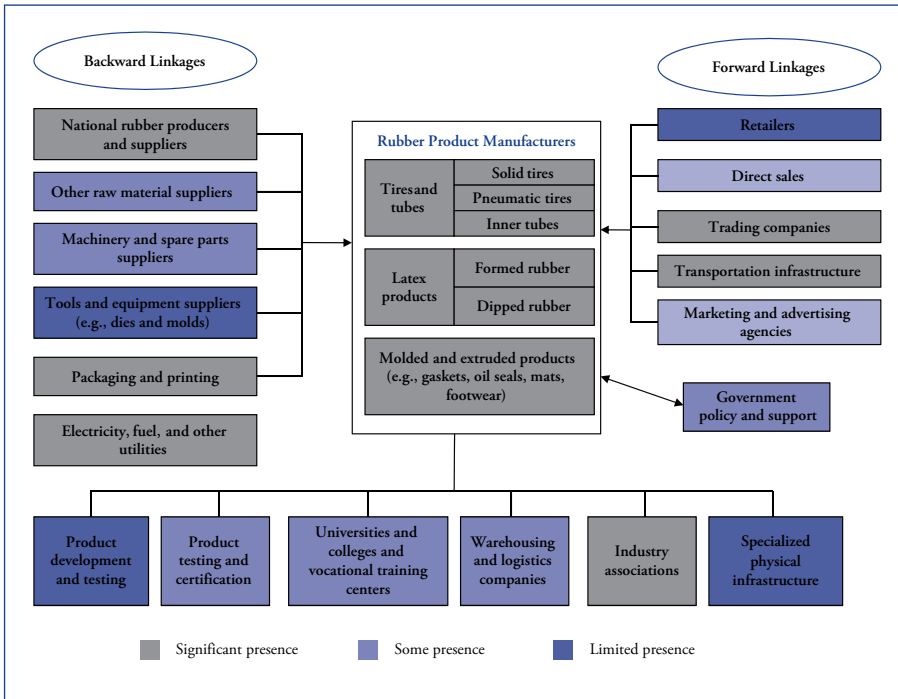 Backward Linkages
Forward Linkages
National rubber producers
and suppliers
Other raw material suppliers
Machinery and spare parts
suppliers
Tools and equipment suppliers
(e.g., dies and molds)
Packaging and printing
Electricity, fuel, and other
utilities
Rubber Product Manufacturers
Tires and
tubes
Solid tires
Pneumatic tires
Inner tubes
Latex
products
Formed rubber
Dipped rubber
Molded and extruded products
(e.g., gaskets, oil seals, mats,
footwear)
Retailers
Direct sales
Trading companies
Transportation infrastructure
Marketing and advertising
agencies
Government
policy and support
Product
development
and testing
Product
testing and
certification
Universities and
colleges and
vocational training
centers
Warehousing
and logistics
companies
Industry
associations
Specialized
physical
infrastructure
Significant presence
Some presence
Limited presence